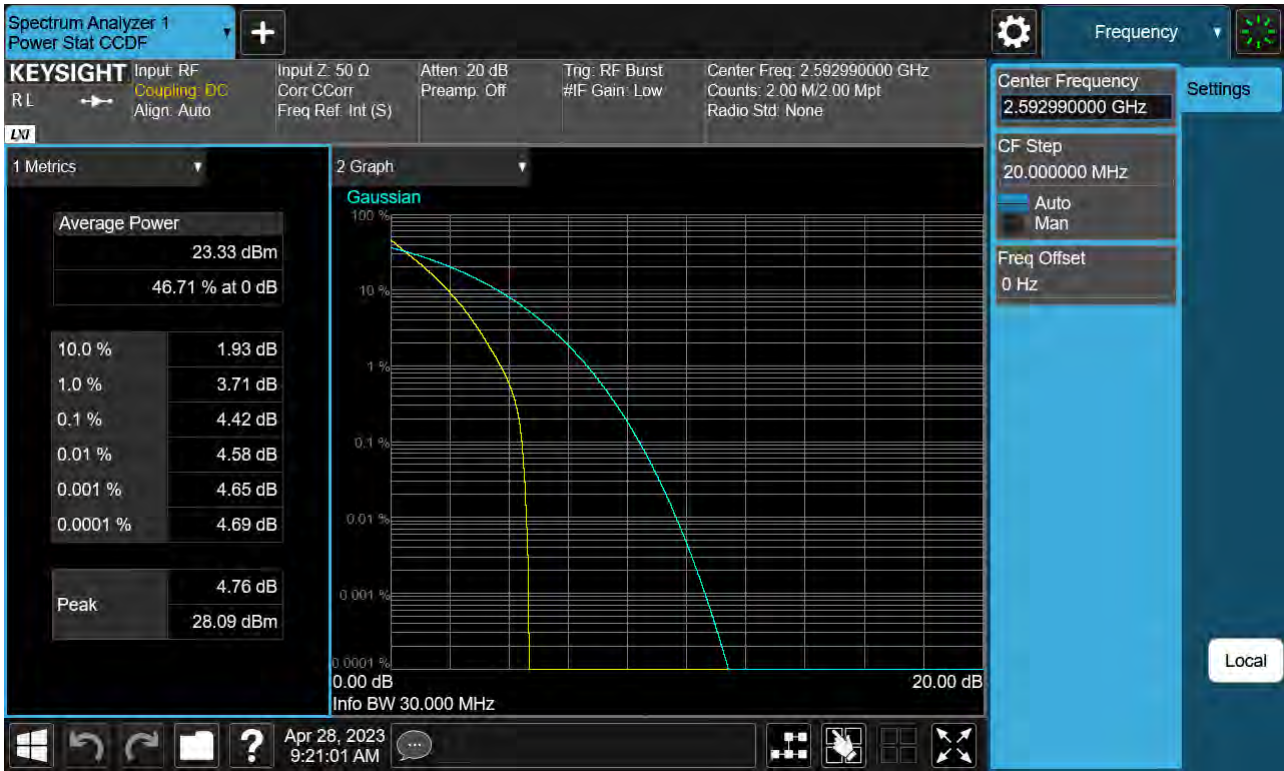 Spectrum Analyzer 1
Power Stat CCDF
Frequency
KEYSIGHT
RL
LXI
Input: RF
Coupling: DC
Align: Auto
Input Z: 50 Ω
Corr CCorr
Freq Ref: Int (S)
Atten: 20 dB
Preamp: Off
Trig: RF Burst
#IF Gain: Low
Center Freq: 2.592990000 GHz
Counts: 2.00 M/2.00 Mpt
Radio Std: None
Center Frequency
2.592990000 GHz
Settings
CF Step
20.000000 MHz
Auto
Man
Freq Offset
0 Hz
1 Metrics
Average Power
23.33 dBm
46.71 % at 0 dB
10.0 % 1.93 dB
1.0 % 3.71 dB
0.1 % 4.42 dB
0.01 % 4.58 dB
0.001 % 4.65 dB
0.0001 % 4.69 dB
Peak
4.76 dB
28.09 dBm
2 Graph
Gaussian
100 %
10 %
1 %
0.1 %
0.01 %
0.001 %
0.0001 %
0.00 dB 20.00 dB
Info BW 30.000 MHz
Local
?
Apr 28, 2023
9:21:01 AM